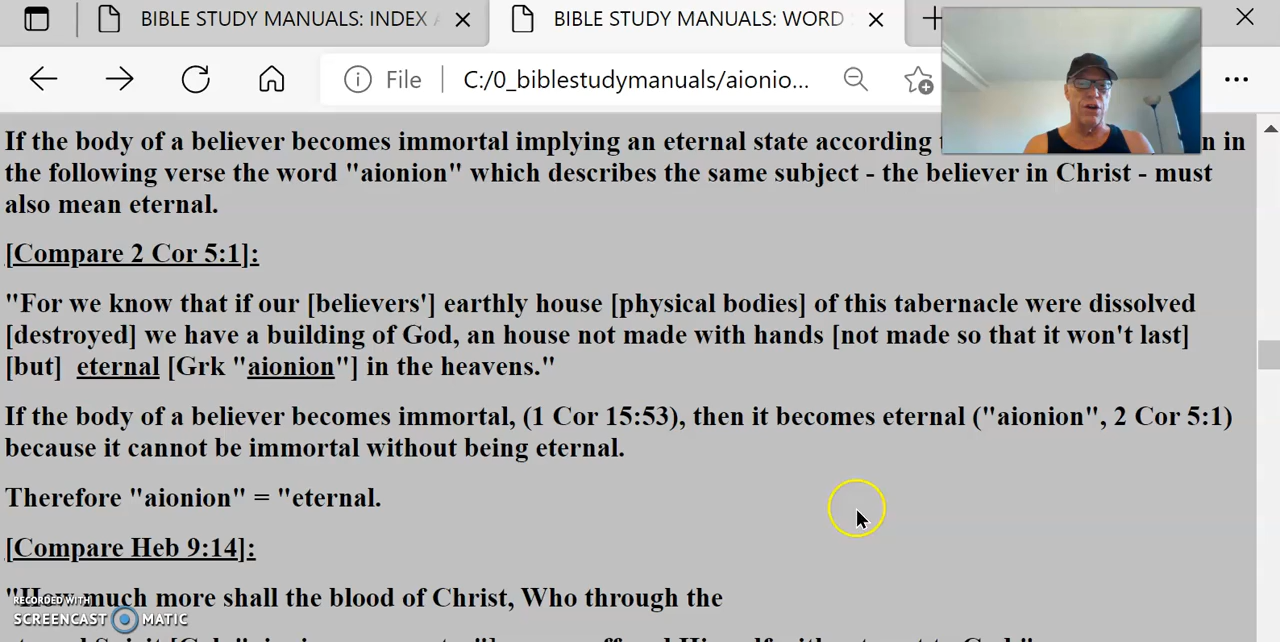 BIBLE STUDY MANUALS: INDEX
BIBLE STUDY MANUALS: WORD
File C:/0_biblestudymanuals/aionio...
If the body of a believer becomes immortal implying an eternal state according
n in
the following verse the word "aionion" which describes the same subject - the believer in Christ - must
also mean eternal.
[Compare 2 Cor 5:1]:
"For we know that if our [believers'] earthly house [physical bodies] of this tabernacle were dissolved
[destroyed] we have a building of God, an house not made with hands [not made so that it won't last]
[but] eternal [Grk "aionion"] in the heavens."
If the body of a believer becomes immortal, (1 Cor 15:53), then it becomes eternal ("aionion", 2 Cor 5:1)
because it cannot be immortal without being eternal.
Therefore "aionion" = "eternal.
[Compare Heb 9:14]:
"How much more shall the blood of Christ, Who through the
RECORDED WITH
SCREENCAST MATIC